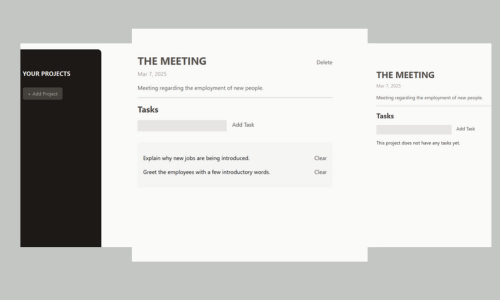 YOUR PROJECTS
+ Add Project
THE MEETING
Delete
Mar 7, 2025
Meeting regarding the employment of new people.
Tasks
Add Task
Explain why new jobs are being introduced.
Clear
Greet the employees with a few introductory words.
Clear
THE MEETING
Mar 7, 2025
Meeting regarding the employment of new people.
Tasks
Add Task
This project does not have any tasks yet.